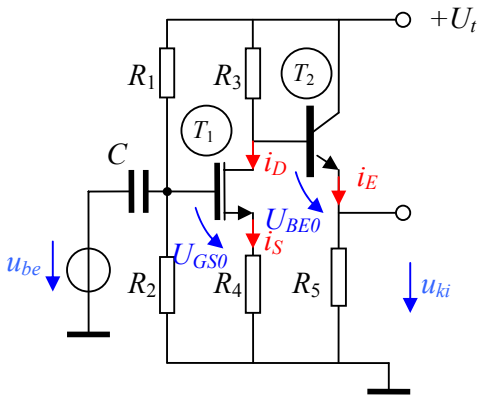 +U_t
R_1
R_3
T_2
T_1
C
i_D
i_E
U_BE0
u_be
U_GS0
i_S
R_2
R_4
R_5
u_ki